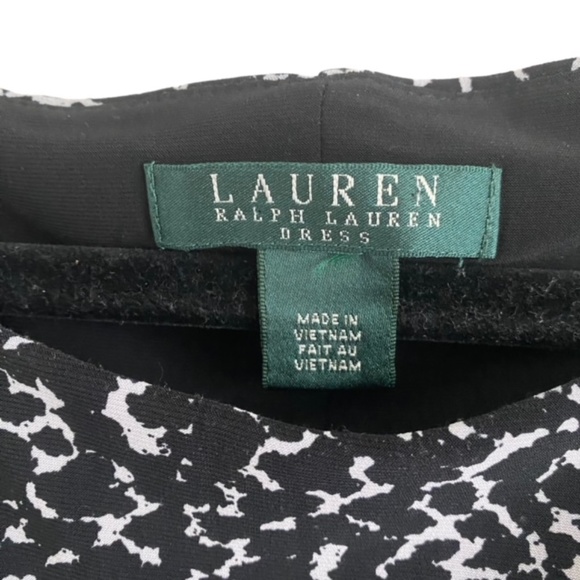 LAUREN
RALPH LAUREN
DRESS
MADE IN
VIETNAM
FAIT AU
VIETNAM